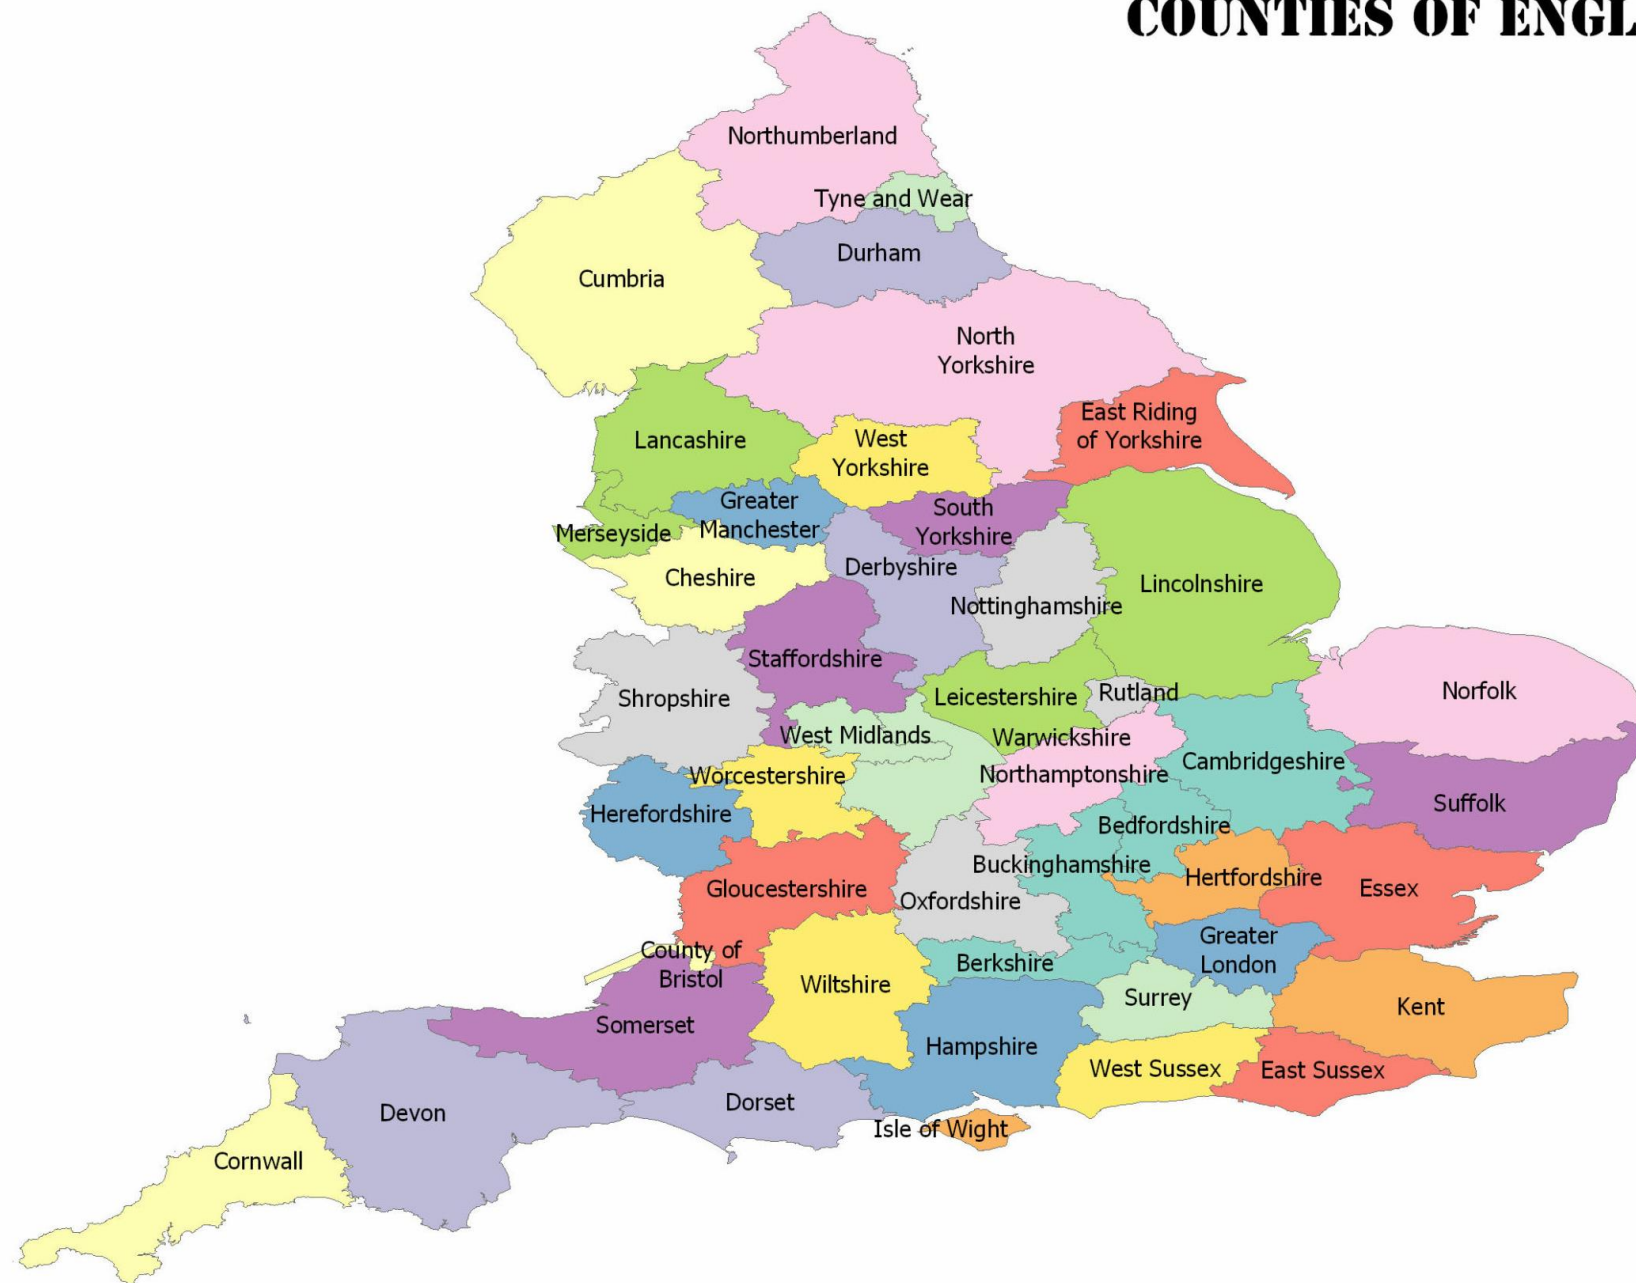 COUNTIES OF ENGL
Northumberland
Tyne and Wear
Durham
Cumbria
North
Yorkshire
East Riding
of Yorkshire
Lancashire
West
Yorkshire
Greater
Manchester
South
Yorkshire
Merseyside
Cheshire
Derbyshire
Nottinghamshire
Lincolnshire
Staffordshire
Shropshire
Leicestershire
Rutland
Norfolk
West Midlands
Warwickshire
Cambridgeshire
Worcestershire
Northamptonshire
Suffolk
Herefordshire
Bedfordshire
Buckinghamshire
Hertfordshire
Essex
Gloucestershire
Oxfordshire
County of
Bristol
Greater
London
Berkshire
Wiltshire
Surrey
Kent
Somerset
Hampshire
West Sussex
East Sussex
Dorset
Devon
Isle of Wight
Cornwall